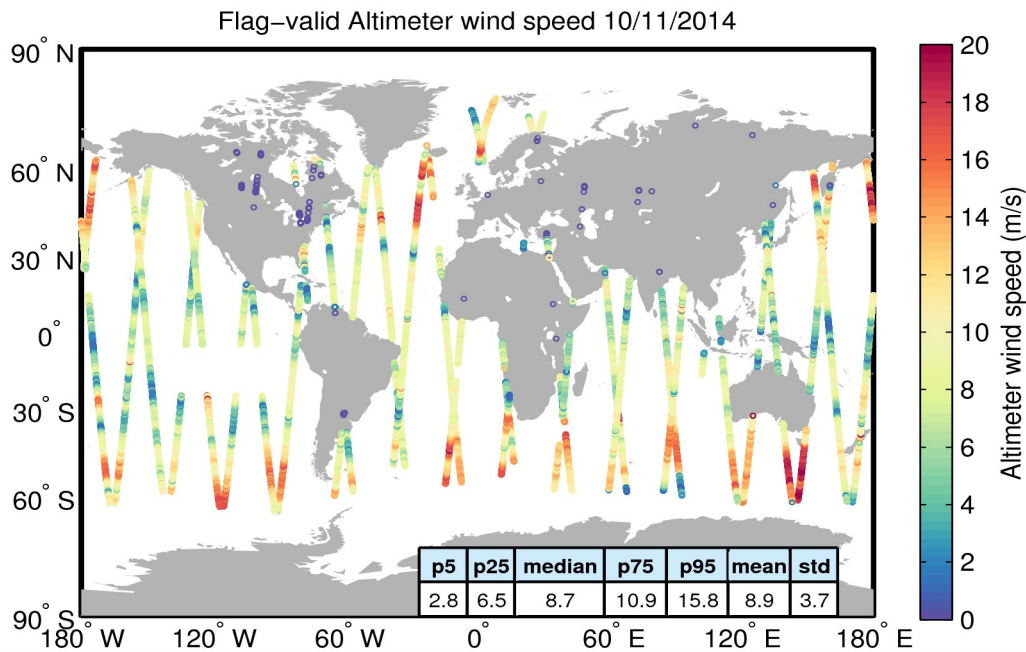 Flag−valid Altimeter wind speed 10/11/2014
90° N
60° N
30° N
0°
30° S
60° S
90° S
180° W
120° W
60° W
0°
60° E
120° E
180° E
p5 p25 median p75 p95 mean std
2.8 6.5 8.7 10.9 15.8 8.9 3.7
20
18
16
14
12
10
8
6
4
2
0
Altimeter wind speed (m/s)